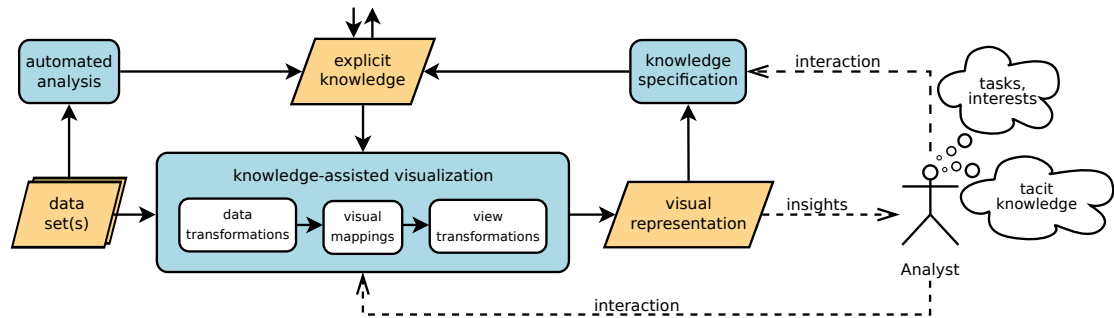 automated
analysis
explicit
knowledge
knowledge
specification
interaction
tasks,
interests
knowledge-assisted visualization
data
set(s)
data
transformations
visual
mappings
view
transformations
visual
representation
insights
tacit
knowledge
Analyst
interaction